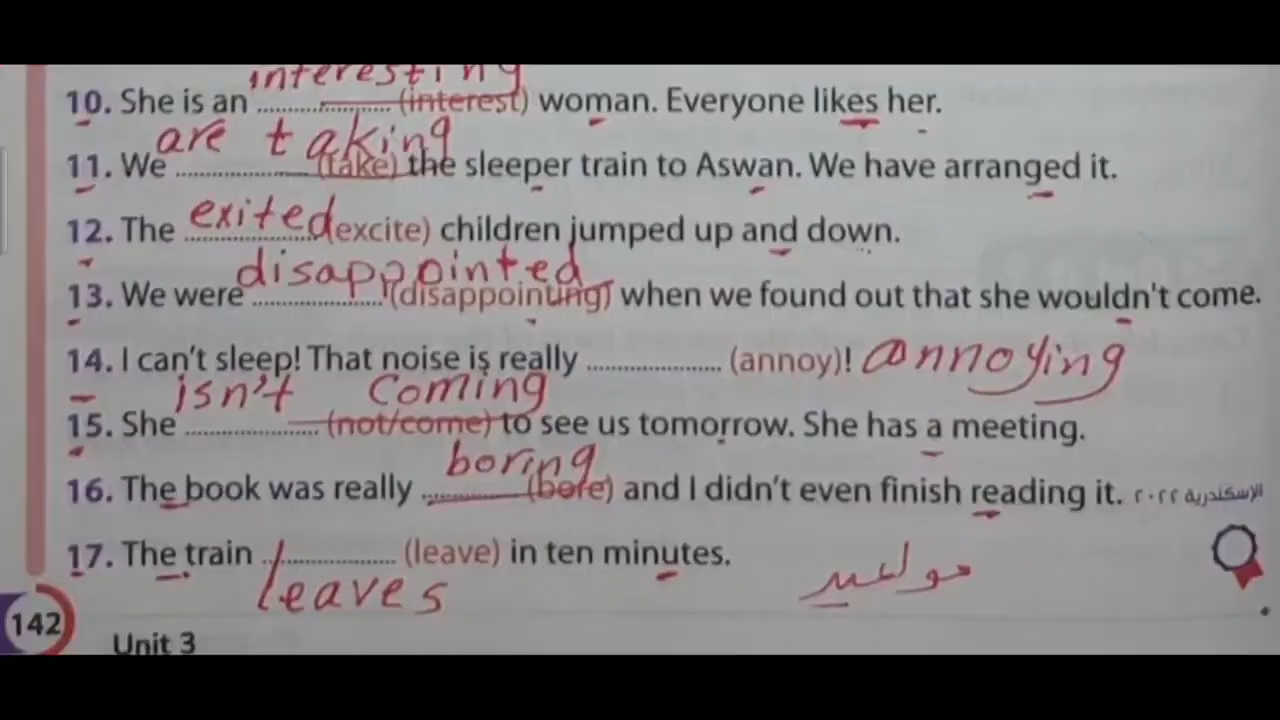 interesting
10. She is an .................... (interest) woman. Everyone likes her.
are taking
11. We .................... (take) the sleeper train to Aswan. We have arranged it.
exited
12. The .................... (excite) children jumped up and down.
disappointed
13. We were .................... (disappointing) when we found out that she wouldn't come.
14. I can't sleep! That noise is really .................... (annoy)! annoying
isn't coming
15. She .................... (not/come) to see us tomorrow. She has a meeting.
boring
16. The book was really .................... (bore) and I didn't even finish reading it. الإسكندرية ٢٠٢٢
17. The train .................... (leave) in ten minutes. مواعيد
leaves
142
Unit 3